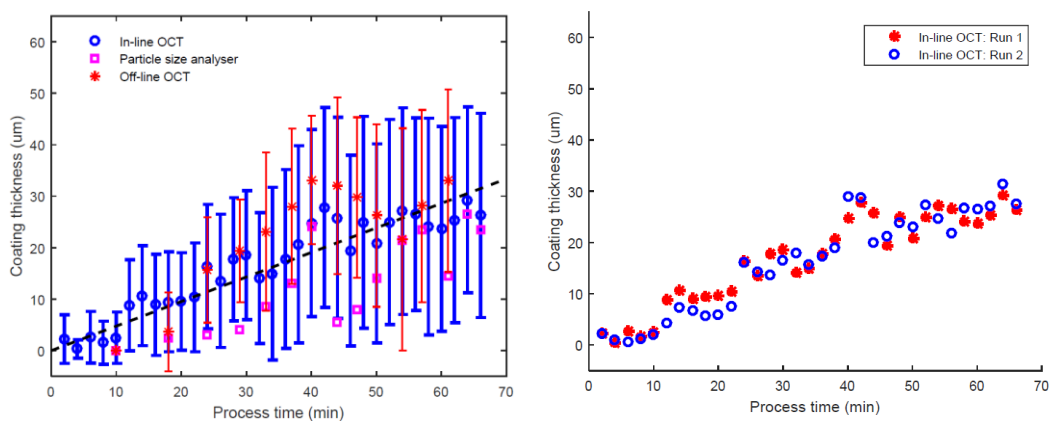 60
50
40
30
20
10
0
0 10 20 30 40 50 60 70
Coating thickness (um)
Process time (min)
In-line OCT
Particle size analyser
Off-line OCT
60
50
40
30
20
10
0
0 10 20 30 40 50 60 70
Coating thickness (um)
Process time (min)
In-line OCT: Run 1
In-line OCT: Run 2